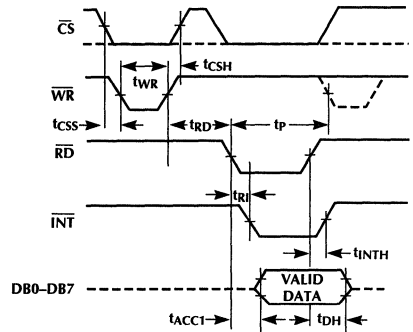 CS
tCSH
tWR
WR
tCSS
tRD
tP
RD
tRI
INT
tINTH
DB0–DB7
VALID
DATA
tACC1
tDH